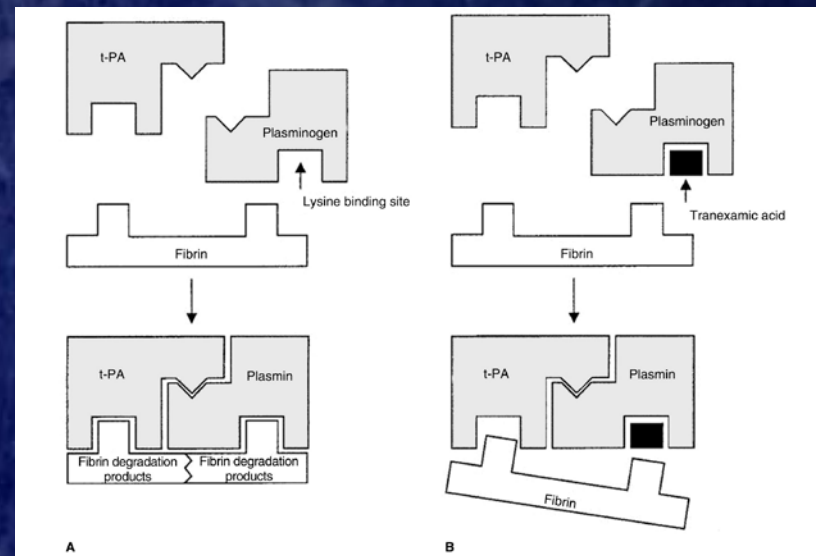 t-PA
Plasminogen
Lysine binding site
Fibrin
t-PA
Plasmin
Fibrin degradation
products
Fibrin degradation
products
A
t-PA
Plasminogen
Tranexamic acid
Fibrin
t-PA
Plasmin
Fibrin
B